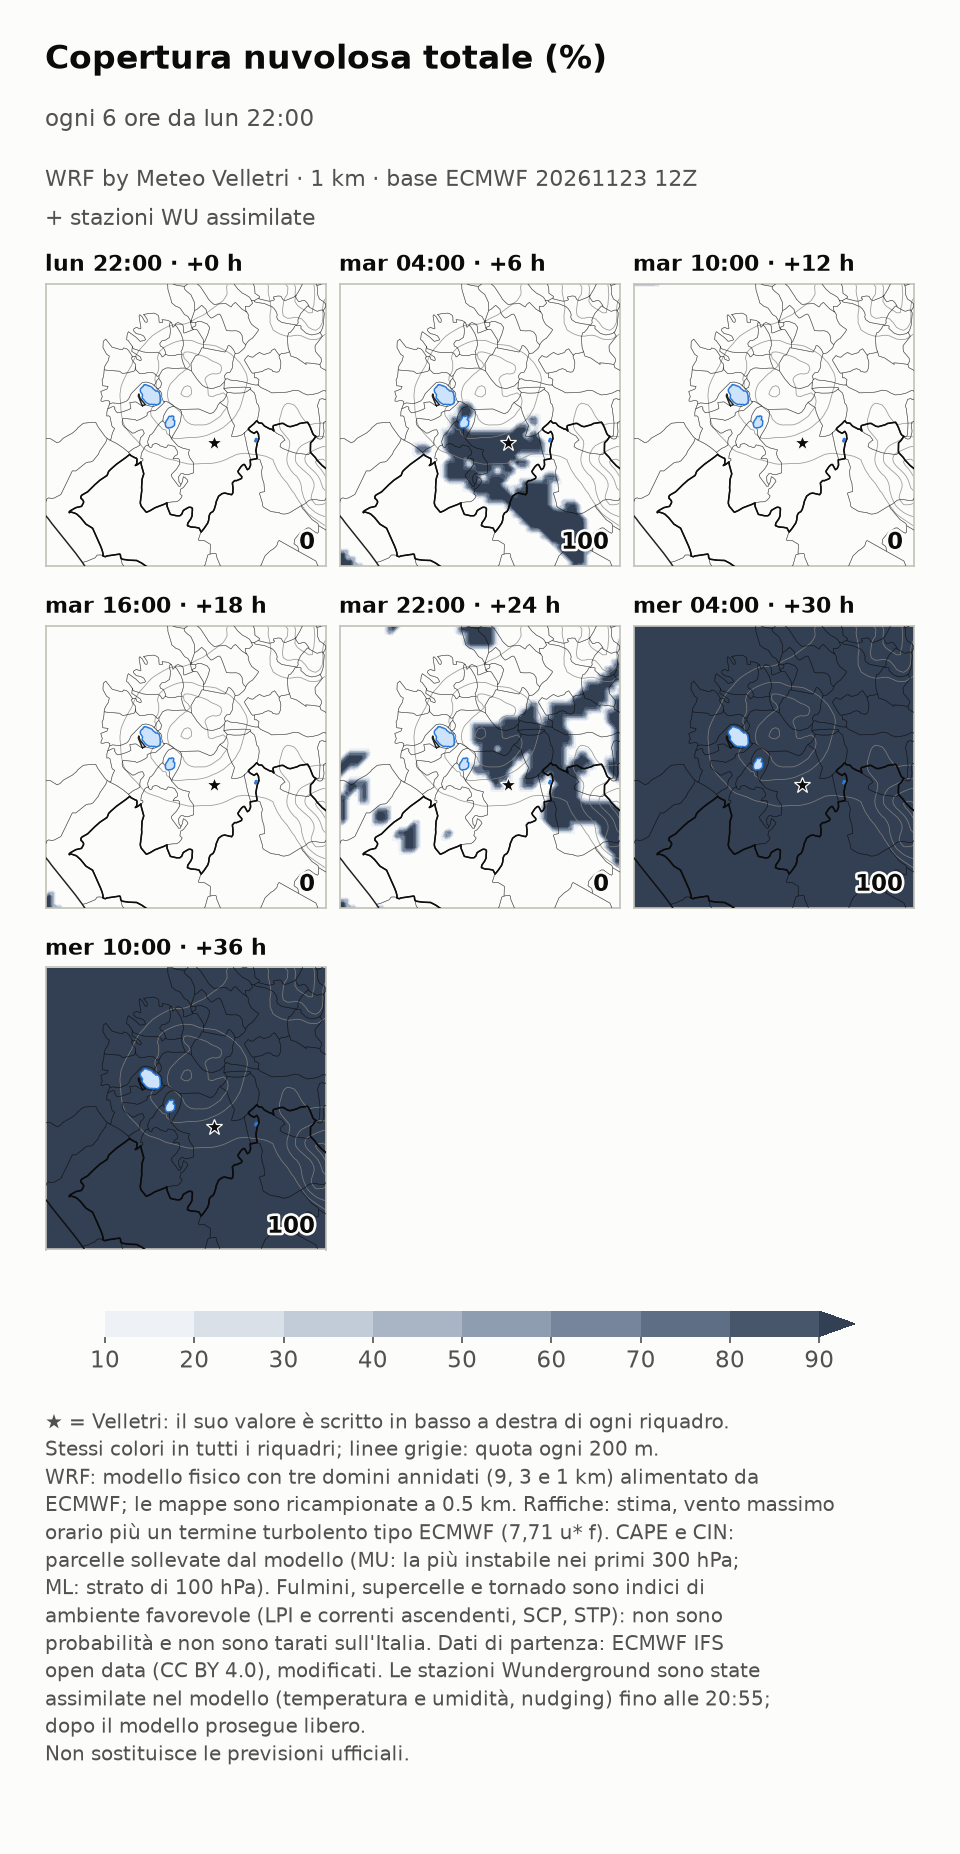 Copertura nuvolosa totale (%)
ogni 6 ore da lun 22:00
WRF by Meteo Velletri · 1 km · base ECMWF 20261123 12Z
+ stazioni WU assimilate
lun 22:00 · +0 h
mar 04:00 · +6 h
mar 10:00 · +12 h
0
100
0
mar 16:00 · +18 h
mar 22:00 · +24 h
mer 04:00 · +30 h
0
0
100
mer 10:00 · +36 h
100
10 20 30 40 50 60 70 80 90
★ = Velletri: il suo valore è scritto in basso a destra di ogni riquadro.
Stessi colori in tutti i riquadri; linee grigie: quota ogni 200 m.
WRF: modello fisico con tre domini annidati (9, 3 e 1 km) alimentato da
ECMWF; le mappe sono ricampionate a 0.5 km. Raffiche: stima, vento massimo
orario più un termine turbolento tipo ECMWF (7,71 u* f). CAPE e CIN:
parcelle sollevate dal modello (MU: la più instabile nei primi 300 hPa;
ML: strato di 100 hPa). Fulmini, supercelle e tornado sono indici di
ambiente favorevole (LPI e correnti ascendenti, SCP, STP): non sono
probabilità e non sono tarati sull'Italia. Dati di partenza: ECMWF IFS
open data (CC BY 4.0), modificati. Le stazioni Wunderground sono state
assimilate nel modello (temperatura e umidità, nudging) fino alle 20:55;
dopo il modello prosegue libero.
Non sostituisce le previsioni ufficiali.